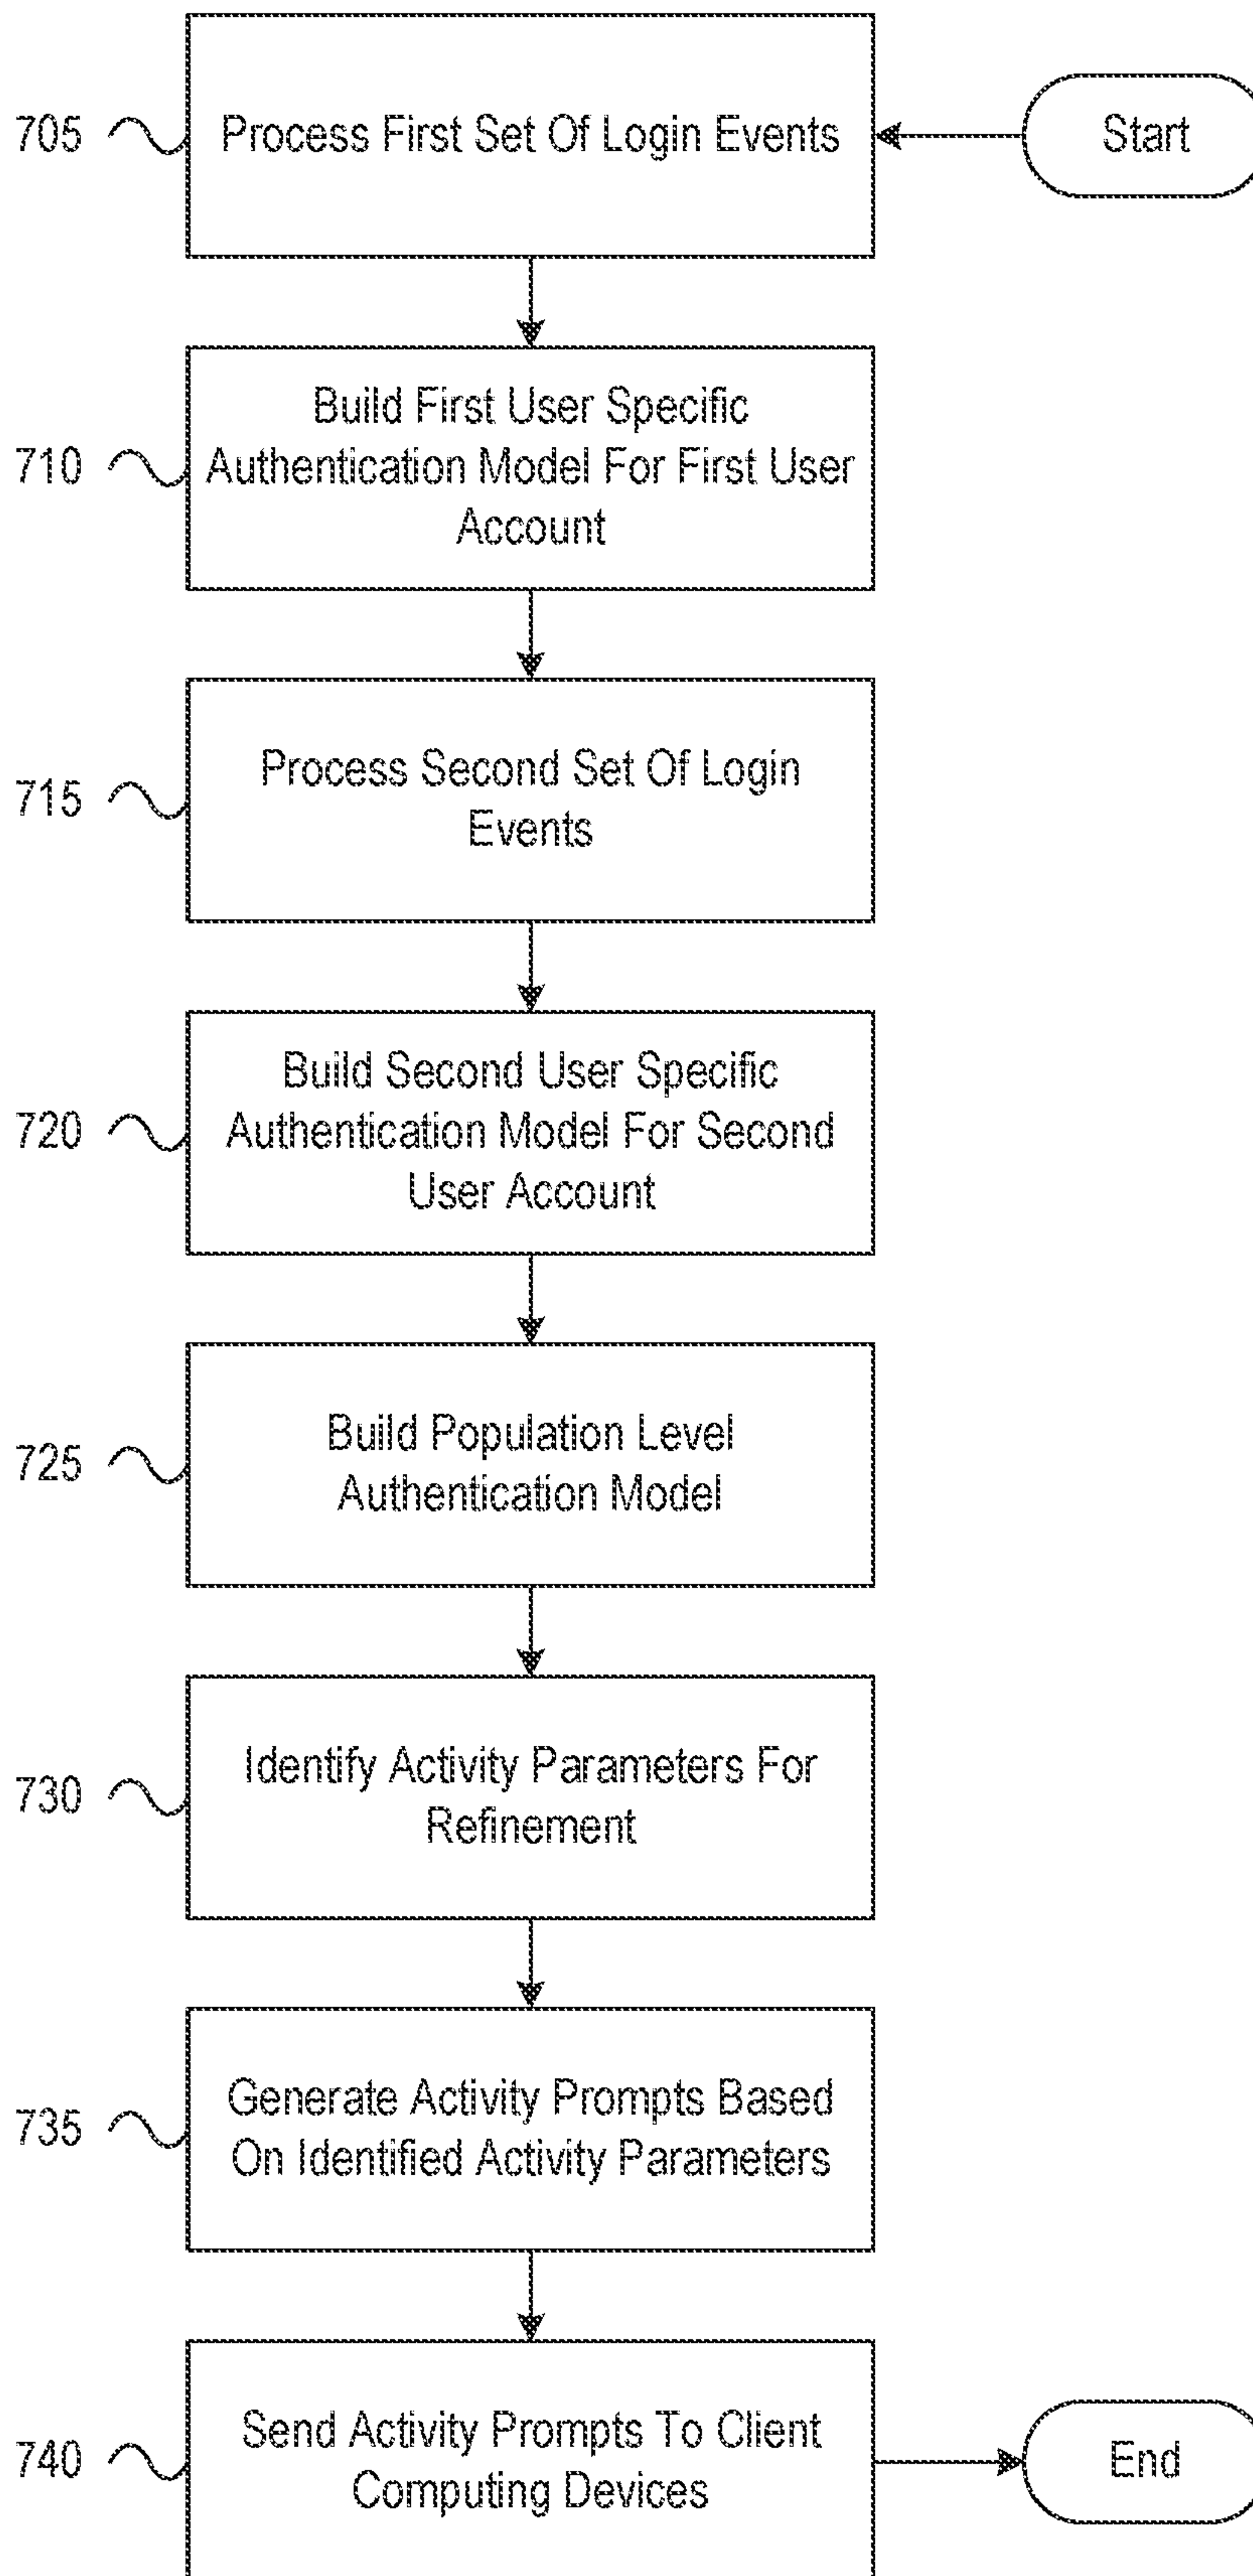 705
Process First Set Of Login Events
Start
710
Build First User Specific
Authentication Model For First User
Account
715
Process Second Set Of Login
Events
720
Build Second User Specific
Authentication Model For Second
User Account
725
Build Population Level
Authentication Model
730
Identify Activity Parameters For
Refinement
735
Generate Activity Prompts Based
On Identified Activity Parameters
740
Send Activity Prompts To Client
Computing Devices
End